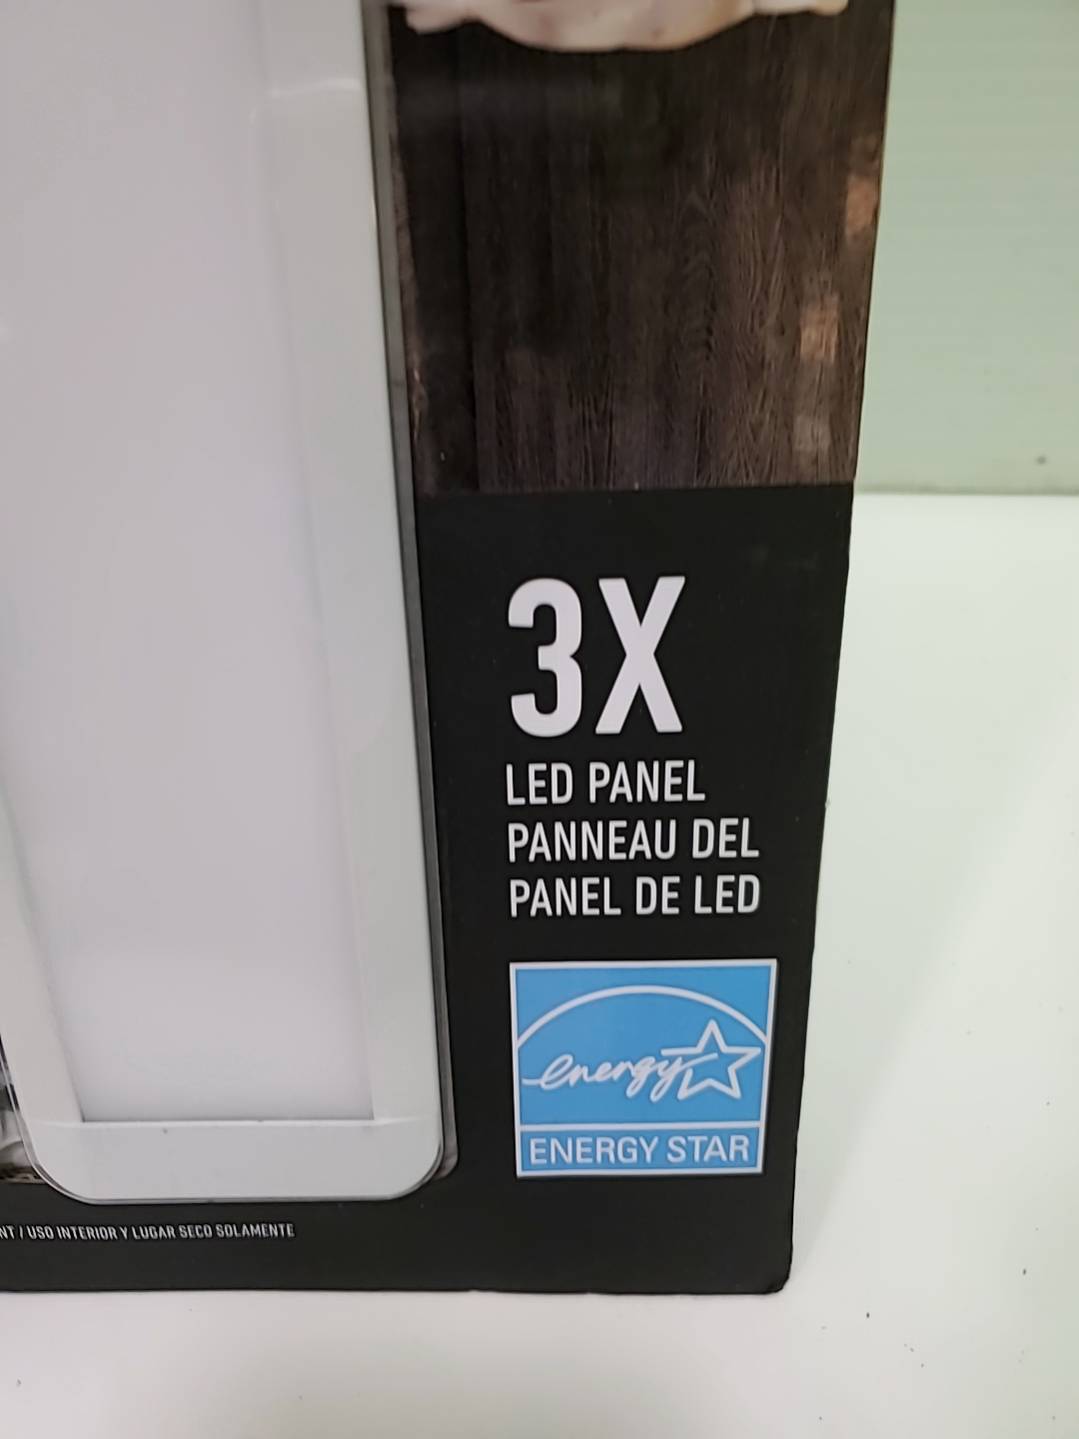 3X
LED PANEL
PANNEAU DEL
PANEL DE LED
energy
ENERGY STAR
/ USO INTERIOR Y LUGAR SECO SOLAMENTE